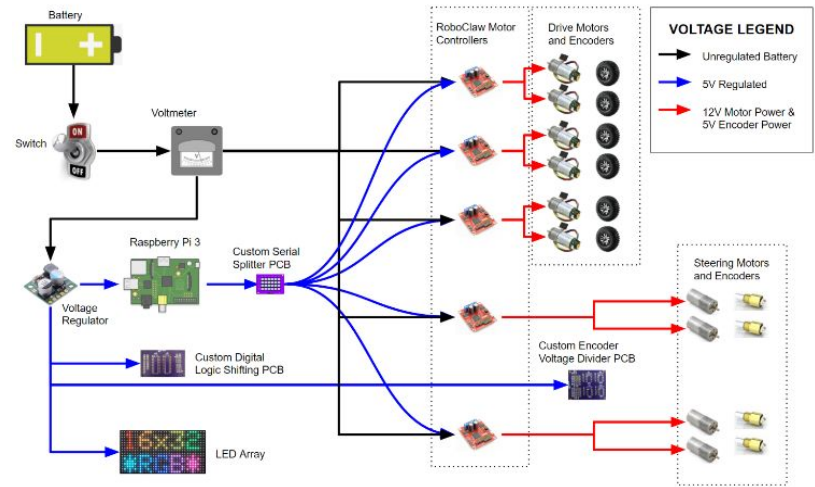 Battery
RoboClaw Motor
Controllers
Drive Motors
and Encoders
VOLTAGE LEGEND
Unregulated Battery
5V Regulated
12V Motor Power &
5V Encoder Power
Switch
ON
OFF
Voltmeter
V
Raspberry Pi 3
Custom Serial
Splitter PCB
Steering Motors
and Encoders
Voltage
Regulator
Custom Digital
Logic Shifting PCB
Custom Encoder
Voltage Divider PCB
16x32
*RGB*
LED Array